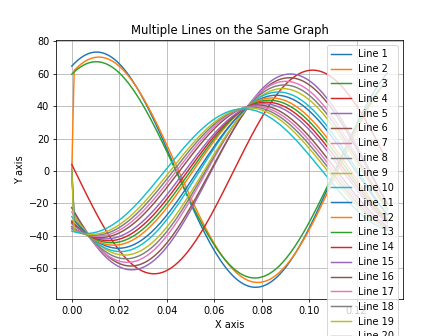 Multiple Lines on the Same Graph
80
60
40
20
0
−20
−40
−60
Y axis
0.00
0.02
0.04
0.06
0.08
0.10
X axis
Line 1
Line 2
Line 3
Line 4
Line 5
Line 6
Line 7
Line 8
Line 9
Line 10
Line 11
Line 12
Line 13
Line 14
Line 15
Line 16
Line 17
Line 18
Line 19
Line 20